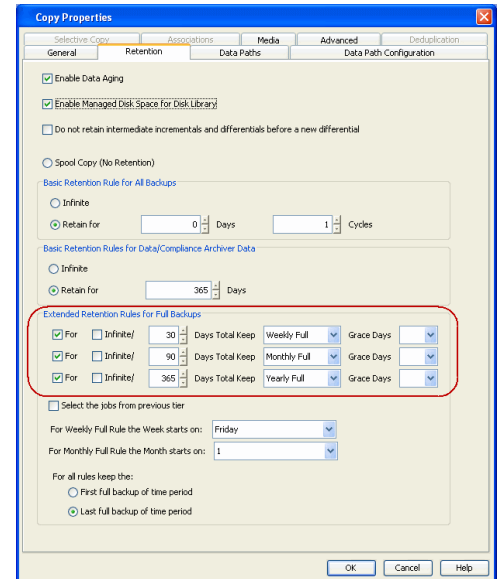 Copy Properties
Selective Copy Associations Media Advanced Deduplication
General Retention Data Paths Data Path Configuration
Enable Data Aging
Enable Managed Disk Space for Disk Library
Do not retain intermediate incrementals and differentials before a new differential
Spool Copy (No Retention)
Basic Retention Rule for All Backups
Infinite
Retain for 0 Days 1 Cycles
Basic Retention Rules for Data/Compliance Archiver Data
Infinite
Retain for 365 Days
Extended Retention Rules for Full Backups
For Infinite/ 30 Days Total Keep Weekly Full Grace Days
For Infinite/ 90 Days Total Keep Monthly Full Grace Days
For Infinite/ 365 Days Total Keep Yearly Full Grace Days
Select the jobs from previous tier
For Weekly Full Rule the Week starts on: Friday
For Monthly Full Rule the Month starts on: 1
For all rules keep the:
First full backup of time period
Last full backup of time period
OK Cancel Help